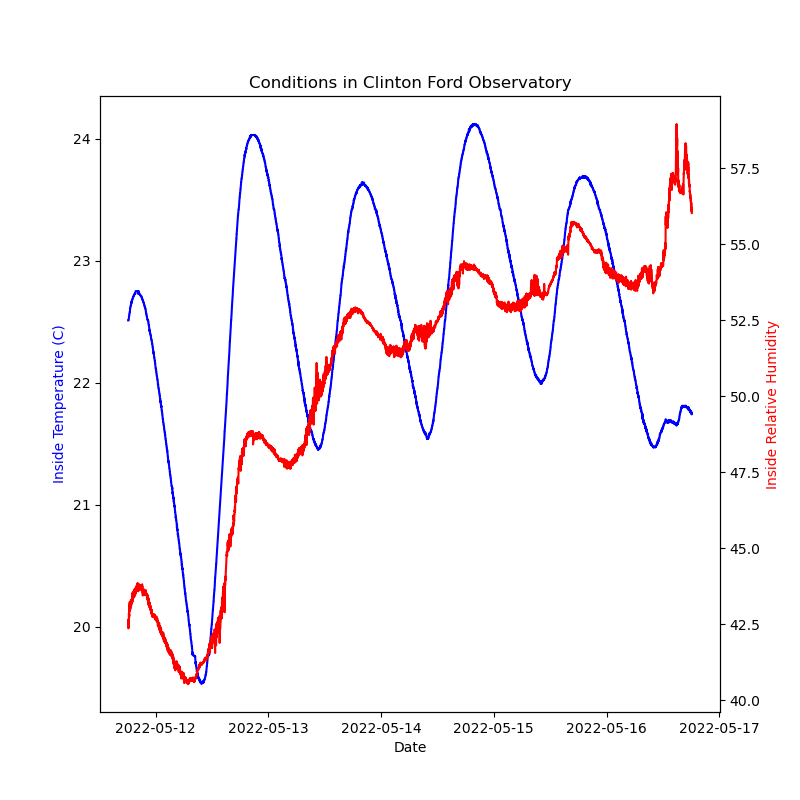 Conditions in Clinton Ford Observatory
24
23
22
21
20
Inside Temperature (C)
57.5
55.0
52.5
50.0
47.5
45.0
42.5
40.0
Inside Relative Humidity
2022-05-12 2022-05-13 2022-05-14 2022-05-15 2022-05-16 2022-05-17
Date